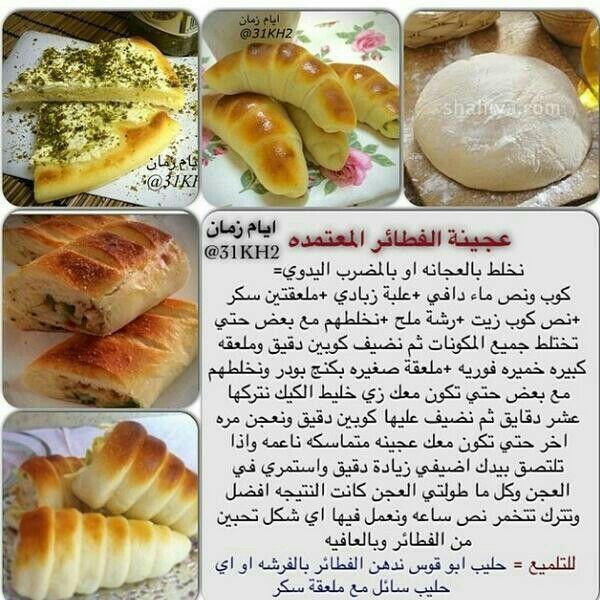 ايام زمان
@31KH2
shahiya.com
ايام زمان
@31KH2
ايام زمان
@31KH2
عجينة الفطائر المعتمده
نخلط بالعجانه او بالمضرب اليدوي=
كوب ونص ماء دافي +علبة زبادي +ملعقتين سكر
+نص كوب زيت +رشة ملح +نخلطهم مع بعض حتي
تختلط جميع المكونات ثم نضيف كوبين دقيق وملعقه
كبيره خميره فوريه +ملعقة صغيره بكنج بودر ونخلطهم
مع بعض حتي تكون معك زي خليط الكيك نتركها
عشر دقايق ثم نضيف عليها كوبين دقيق ونعجن مره
اخر حتي تكون معك عجينه متماسكه ناعمه واذا
تلتصق بيدك اضيفي زيادة دقيق واستمري في
العجن وكل ما طولتي العجن كانت النتيجه افضل
وتترك تتخمر نص ساعه ونعمل فيها اي شكل تحبين
من الفطائر وبالعافيه
للتلميع = حليب ابو قوس ندهن الفطائر بالفرشه او اي
حليب سائل مع ملعقة سكر
ايام زمان
@31KH2